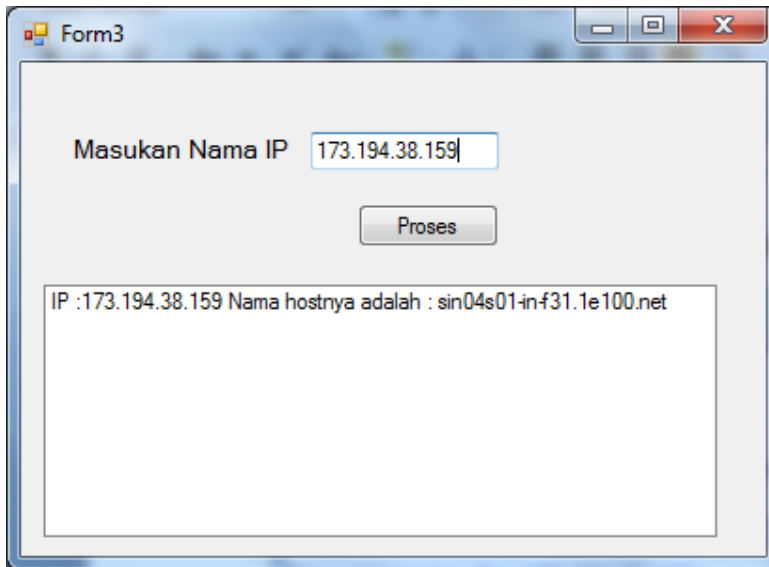 Form3
Masukan Nama IP 173.194.38.159
Proses
IP :173.194.38.159 Nama hostnya adalah : sin04s01-in-f31.1e100.net